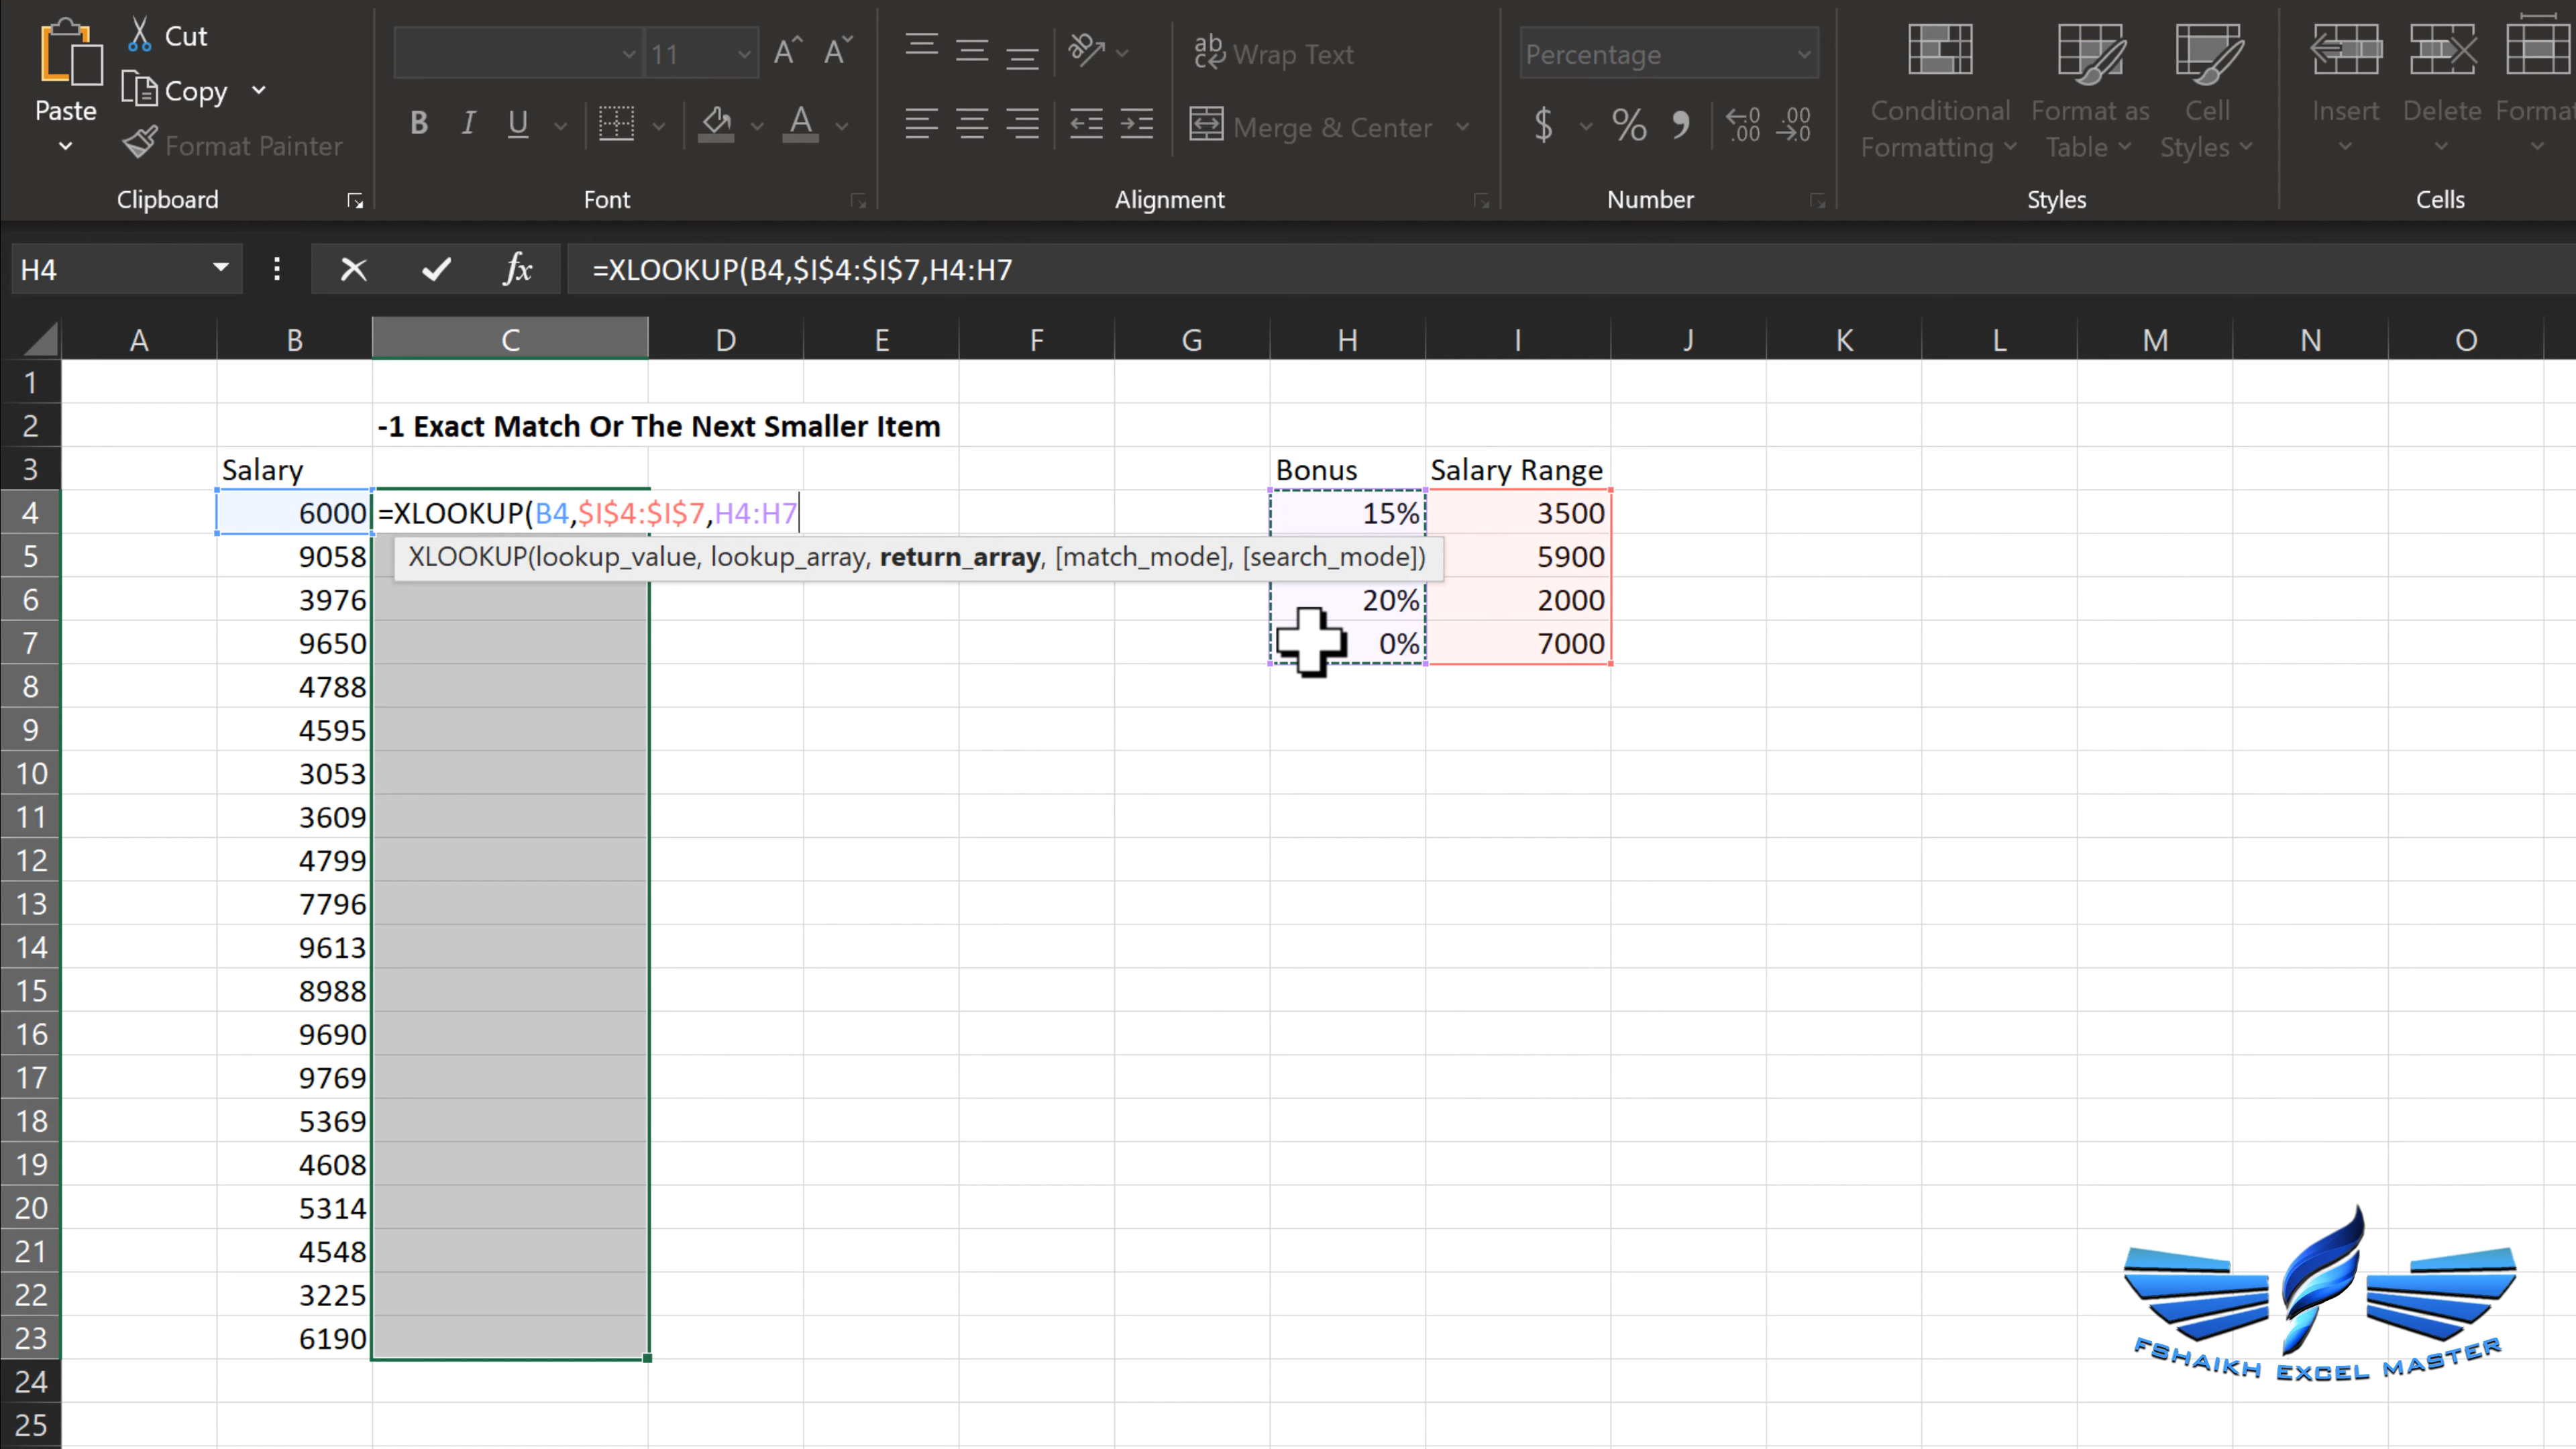 Cut
Copy
Paste
Format Painter
Clipboard
11
B I U
Font
Wrap Text
Merge & Center
Alignment
Percentage
$ % 9
Number
Conditional Formatting
Format as Table
Cell Styles
Styles
Insert
Delete
Format
Cells
H4
fx
=XLOOKUP(B4,$I$4:$I$7,H4:H7
A B C D E F G H I J K L M N O
1
2 -1 Exact Match Or The Next Smaller Item
3 Salary Bonus Salary Range
4 6000 =XLOOKUP(B4,$I$4:$I$7,H4:H7 15% 3500
5 9058 XLOOKUP(lookup_value, lookup_array, return_array, [match_mode], [search_mode]) 5900
6 3976 20% 2000
7 9650 0% 7000
8 4788
9 4595
10 3053
11 3609
12 4799
13 7796
14 9613
15 8988
16 9690
17 9769
18 5369
19 4608
20 5314
21 4548
22 3225
23 6190
24
25
FSHAIKH EXCEL MASTER